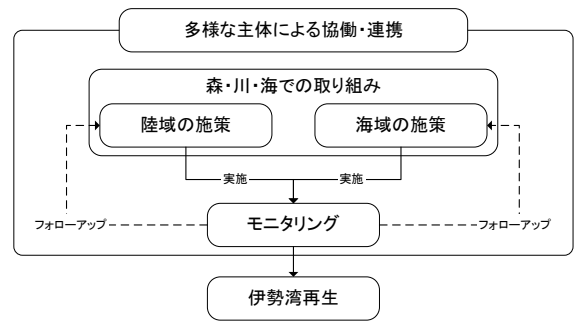 多様な主体による協働・連携
森・川・海での取り組み
陸域の施策
海域の施策
実施
実施
フォローアップ
モニタリング
フォローアップ
伊勢湾再生